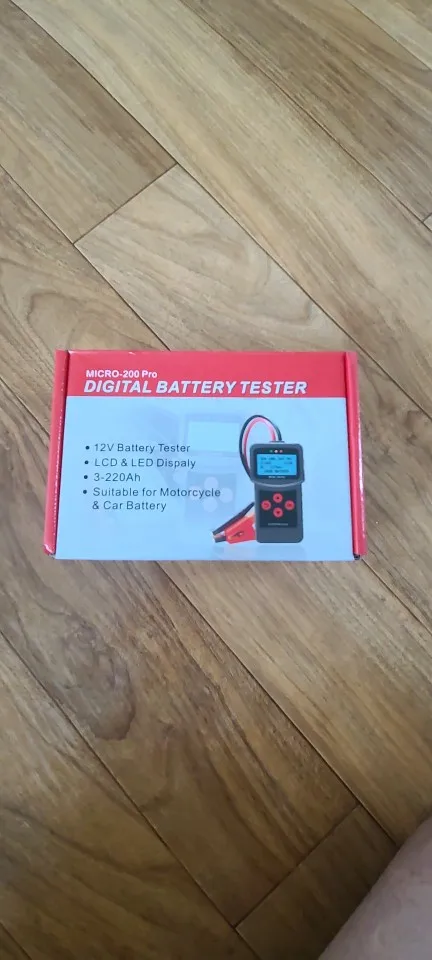 MICRO-200 Pro
DIGITAL BATTERY TESTER
• 12V Battery Tester
• LCD & LED Dispaly
• 3-220Ah
• Suitable for Motorcycle
& Car Battery